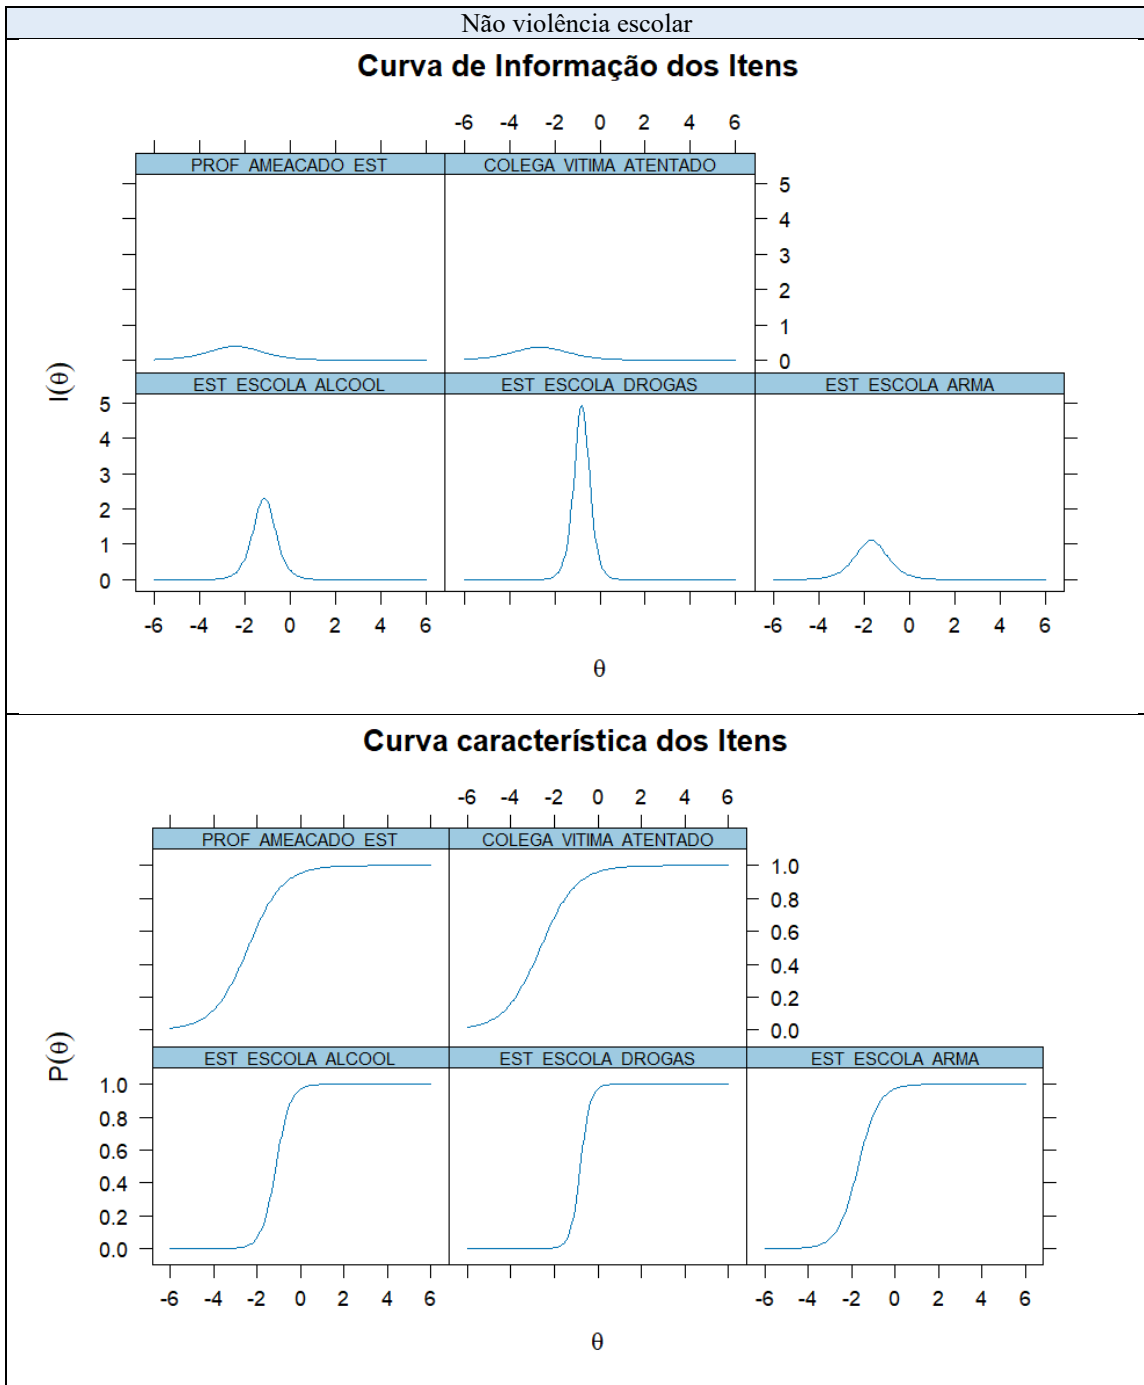 Não violência escolar
Curva de Informação dos Itens
-6 -4 -2 0 2 4 6
PROF AMEACADO EST COLEGA VITIMA ATENTADO
5
4
3
2
1
0
I(θ)
EST ESCOLA ALCOOL EST ESCOLA DROGAS EST ESCOLA ARMA
5
4
3
2
1
0
-6 -4 -2 0 2 4 6 -6 -4 -2 0 2 4 6
θ
Curva característica dos Itens
-6 -4 -2 0 2 4 6
PROF AMEACADO EST COLEGA VITIMA ATENTADO
1.0
0.8
0.6
0.4
0.2
0.0
P(θ)
EST ESCOLA ALCOOL EST ESCOLA DROGAS EST ESCOLA ARMA
1.0
0.8
0.6
0.4
0.2
0.0
-6 -4 -2 0 2 4 6 -6 -4 -2 0 2 4 6
θ